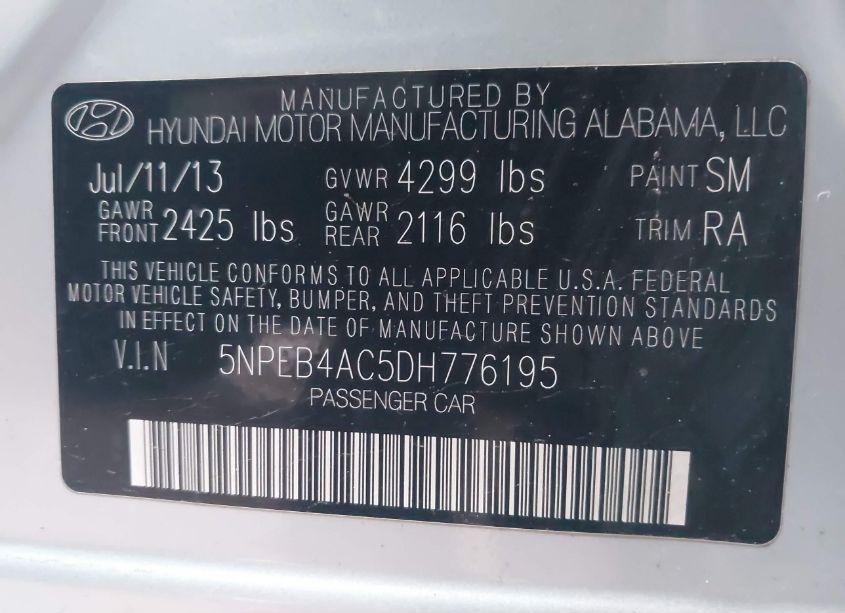 MANUFACTURED BY
HYUNDAI MOTOR MANUFACTURING ALABAMA, LLC
Jul/11/13 GVWR 4299 lbs PAINT SM
GAWR FRONT 2425 lbs GAWR REAR 2116 lbs TRIM RA
THIS VEHICLE CONFORMS TO ALL APPLICABLE U.S.A. FEDERAL
MOTOR VEHICLE SAFETY, BUMPER, AND THEFT PREVENTION STANDARDS
IN EFFECT ON THE DATE OF MANUFACTURE SHOWN ABOVE
V.I.N 5NPEB4AC5DH776195
PASSENGER CAR